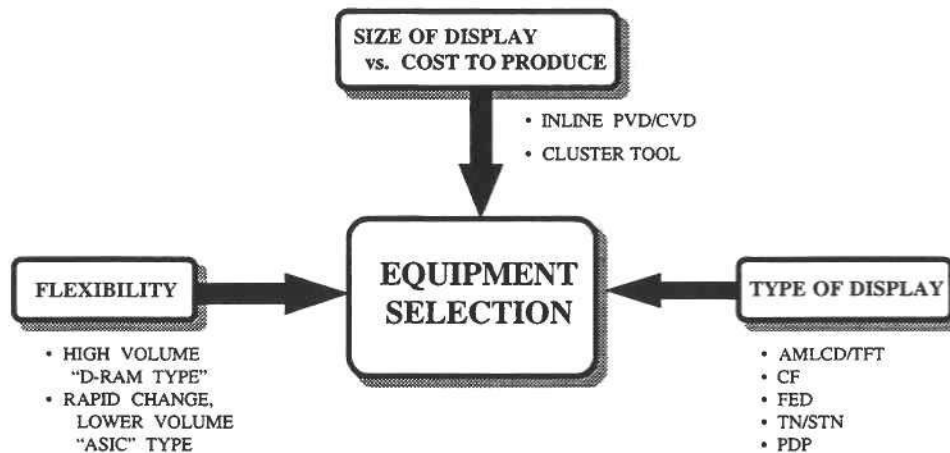 SIZE OF DISPLAY
vs. COST TO PRODUCE
• INLINE PVD/CVD
• CLUSTER TOOL
EQUIPMENT
SELECTION
FLEXIBILITY
• HIGH VOLUME
"D-RAM TYPE"
• RAPID CHANGE,
LOWER VOLUME
"ASIC" TYPE
TYPE OF DISPLAY
• AMLCD/TFT
• CF
• FED
• TN/STN
• PDP